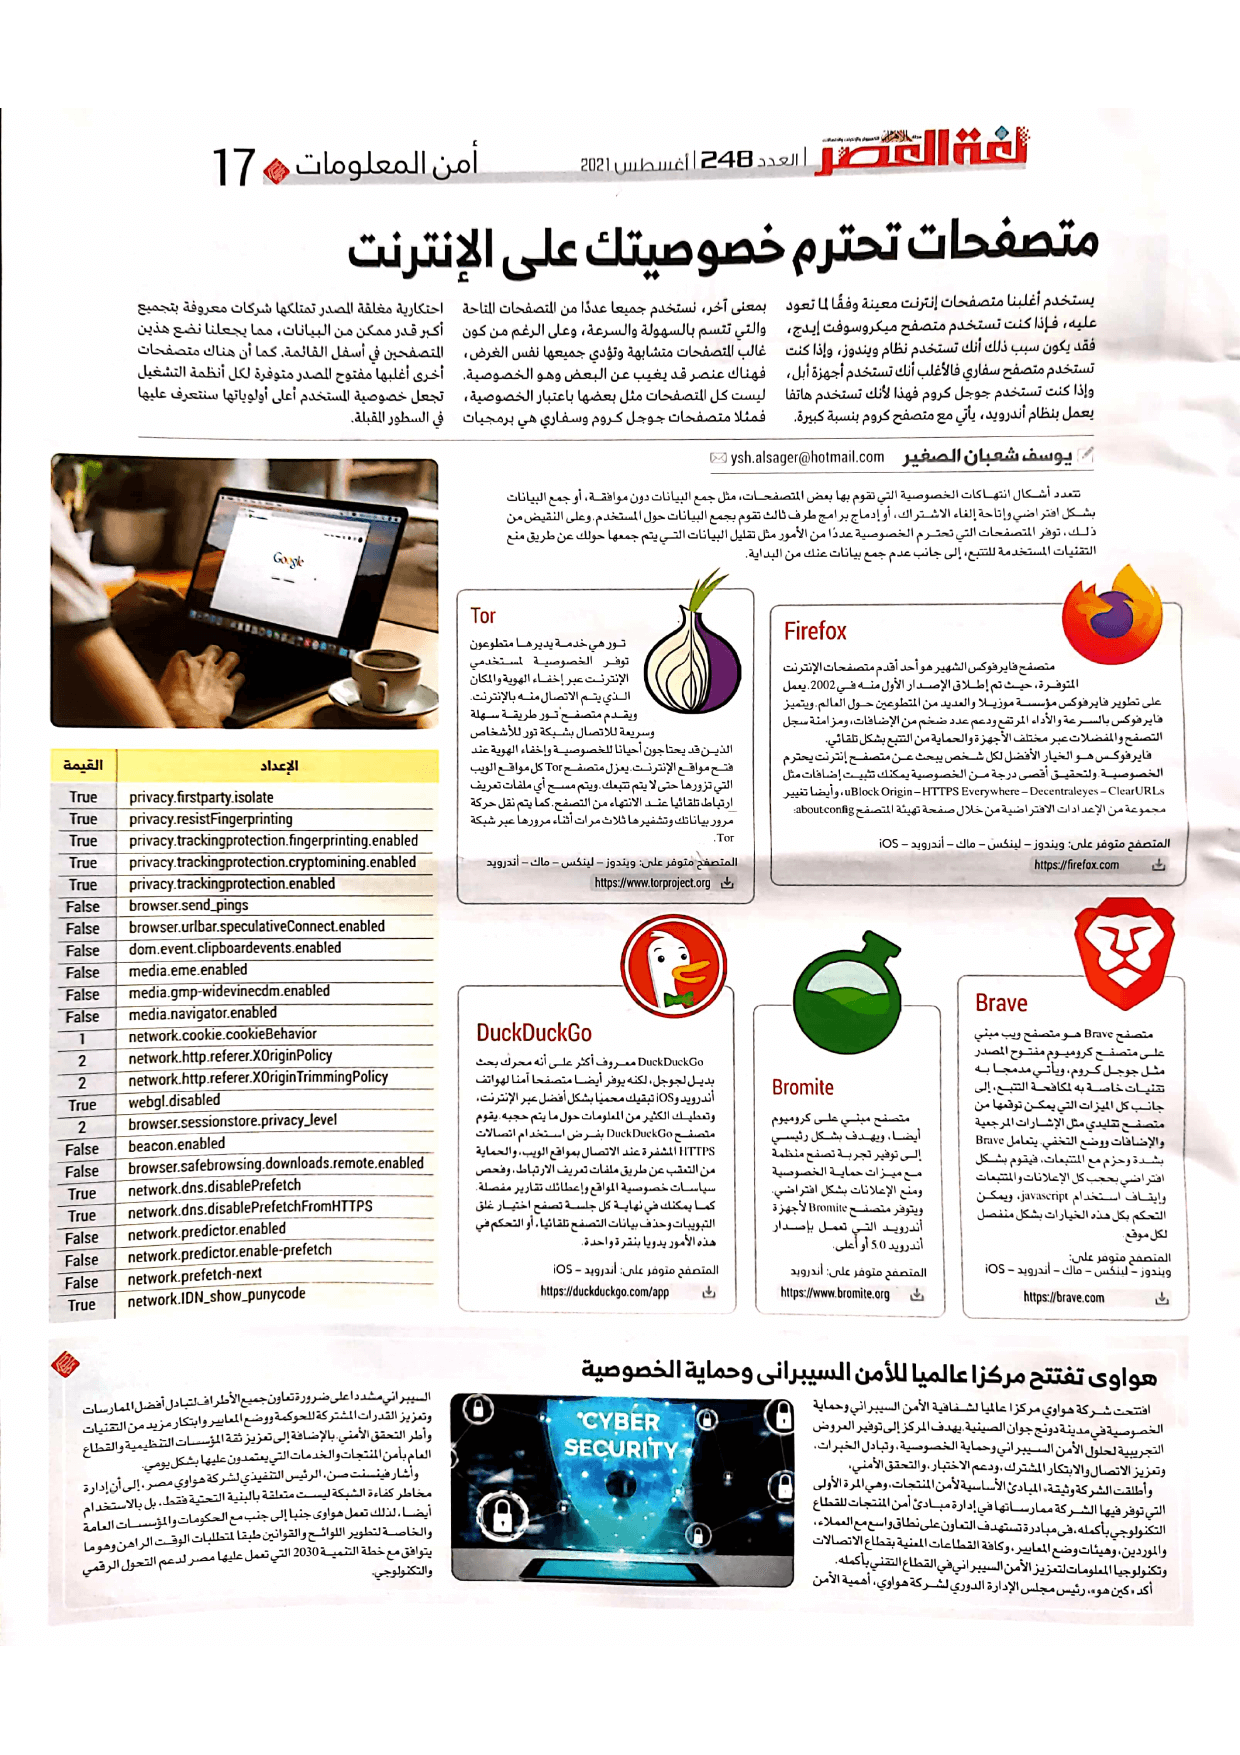 لغة العصر
العدد 248 | أغسطس 2021
أمن المعلومات
17
متصفحات تحترم خصوصيتك على الإنترنت
يستخدم أغلبنا متصفحات إنترنت معينة وفقًا لما تعود
عليه، فإذا كنت تستخدم متصفح ميكروسوفت إيدج،
فقد يكون سبب ذلك أنك تستخدم نظام ويندوز، وإذا كنت
تستخدم متصفح سفاري فالأغلب أنك تستخدم أجهزة أبل،
وإذا كنت تستخدم جوجل كروم فهذا لأنك تستخدم هاتفا
يعمل بنظام أندرويد، يأتي مع متصفح كروم بنسبة كبيرة.
بمعنى آخر، نستخدم جميعا عددًا من المتصفحات المتاحة
والتي تتسم بالسهولة والسرعة، وعلى الرغم من كون
غالب المتصفحات متشابهة وتؤدي جميعها نفس الغرض،
فهناك عنصر قد يغيب عن البعض وهو الخصوصية.
ليست كل المتصفحات مثل بعضها باعتبار الخصوصية،
فمثلا متصفحات جوجل كروم وسفاري هي برمجيات
احتكارية مغلقة المصدر تمتلكها شركات معروفة بتجميع
أكبر قدر ممكن من البيانات، مما يجعلنا نضع هذين
المتصفحين في أسفل القائمة. كما أن هناك متصفحات
أخرى أغلبها مفتوح المصدر متوفرة لكل أنظمة التشغيل
تجعل خصوصية المستخدم أعلى أولوياتها سنتعرف عليها
في السطور المقبلة.
يوسف شعبان الصغير ysh.alsager@hotmail.com
تتعدد أشكال انتهاكات الخصوصية التي تقوم بها بعض المتصفحات، مثل جمع البيانات دون موافقة، أو جمع البيانات
بشكل افتراضي وإتاحة إلغاء الاشتراك، أو إدماج برامج طرف ثالث تقوم بجمع البيانات حول المستخدم. وعلى النقيض من
ذلك، توفر المتصفحات التي تحترم الخصوصية عددًا من الأمور مثل تقليل البيانات التي يتم جمعها حولك عن طريق منع
التقنيات المستخدمة للتتبع، إلى جانب عدم جمع بيانات عنك من البداية.
Google
Firefox
متصفح فايرفوكس الشهير هو أحد أقدم متصفحات الإنترنت
المتوفرة، حيث تم إطلاق الإصدار الأول منه في 2002. يعمل
على تطوير فايرفوكس مؤسسة موزيلا والعديد من المتطوعين حول العالم. ويتميز
فايرفوكس بالسرعة والأداء المرتفع ودعم عدد ضخم من الإضافات، ومزامنة سجل
التصفح والمفضلات عبر مختلف الأجهزة والحماية من التتبع بشكل تلقائي.
فايرفوكس هو الخيار الأفضل لكل شخص يبحث عن متصفح إنترنت يحترم
الخصوصية. ولتحقيق أقصى درجة من الخصوصية يمكنك تثبيت إضافات مثل
uBlock Origin – HTTPS Everywhere – Decentraleyes – ClearURLs، وأيضا تغيير
مجموعة من الإعدادات الافتراضية من خلال صفحة تهيئة المتصفح about:config:
المتصفح متوفر على: ويندوز – لينكس – ماك – أندرويد – iOS
https://firefox.com
Tor
تور هي خدمة يديرها متطوعون
توفر الخصوصية لمستخدمي
الإنترنت عبر إخفاء الهوية والمكان
الذي يتم الاتصال منه بالإنترنت.
ويقدم متصفح تور طريقة سهلة
وسريعة للاتصال بشبكة تور للأشخاص
الذين قد يحتاجون أحيانا للخصوصية وإخفاء الهوية عند
فتح مواقع الإنترنت. يعزل متصفح Tor كل مواقع الويب
التي تزورها حتى لا يتم تتبعك. ويتم مسح أي ملفات تعريف
ارتباط تلقائيا عند الانتهاء من التصفح. كما يتم نقل حركة
مرور بياناتك وتشفيرها ثلاث مرات أثناء مرورها عبر شبكة
Tor.
المتصفح متوفر على: ويندوز – لينكس – ماك – أندرويد
https://www.torproject.org
الإعداد القيمة
privacy.firstparty.isolate True
privacy.resistFingerprinting True
privacy.trackingprotection.fingerprinting.enabled True
privacy.trackingprotection.cryptomining.enabled True
privacy.trackingprotection.enabled True
browser.send_pings False
browser.urlbar.speculativeConnect.enabled False
dom.event.clipboardevents.enabled False
media.eme.enabled False
media.gmp-widevinecdm.enabled False
media.navigator.enabled False
network.cookie.cookieBehavior 1
network.http.referer.XOriginPolicy 2
network.http.referer.XOriginTrimmingPolicy 2
webgl.disabled True
browser.sessionstore.privacy_level 2
beacon.enabled False
browser.safebrowsing.downloads.remote.enabled False
network.dns.disablePrefetch True
network.dns.disablePrefetchFromHTTPS True
network.predictor.enabled False
network.predictor.enable-prefetch False
network.prefetch-next False
network.IDN_show_punycode True
Brave
متصفح Brave هو متصفح ويب مبني
على متصفح كروميوم مفتوح المصدر
مثل جوجل كروم، ويأتي مدمجا به
تقنيات خاصة به لمكافحة التتبع، إلى
جانب كل الميزات التي يمكن توقعها من
متصفح تقليدي مثل الإشارات المرجعية
والإضافات ووضع التخفي. يتعامل Brave
بشدة وحزم مع المتتبعات، فيقوم بشكل
افتراضي بحجب كل الإعلانات والمتتبعات
وإيقاف استخدام javascript، ويمكن
التحكم بكل هذه الخيارات بشكل منفصل
لكل موقع.
المتصفح متوفر على:
ويندوز – لينكس – ماك – أندرويد – iOS
https://brave.com
Bromite
متصفح مبني على كروميوم
أيضا، ويهدف بشكل رئيسي
إلى توفير تجربة تصفح منظمة
مع ميزات حماية الخصوصية
ومنع الإعلانات بشكل افتراضي.
ويتوفر متصفح Bromite لأجهزة
أندرويد التي تعمل بإصدار
أندرويد 5.0 أو أعلى.
المتصفح متوفر على: أندرويد
https://www.bromite.org
DuckDuckGo
DuckDuckGo معروف أكثر على أنه محرك بحث
بديل لجوجل، لكنه يوفر أيضا متصفحا آمنا لهواتف
أندرويد وiOS تبقيك محميا بشكل أفضل عبر الإنترنت،
وتعطيك الكثير من المعلومات حول ما يتم حجبه. يقوم
متصفح DuckDuckGo بفرض استخدام اتصالات
HTTPS المشفرة عند الاتصال بمواقع الويب، والحماية
من التعقب عن طريق ملفات تعريف الارتباط، وفحص
سياسات خصوصية المواقع وإعطائك تقارير مفصلة.
كما يمكنك في نهاية كل جلسة تصفح اختيار غلق
التبويبات وحذف بيانات التصفح تلقائيا، أو التحكم في
هذه الأمور يدويا بنقرة واحدة.
المتصفح متوفر على: أندرويد – iOS
https://duckduckgo.com/app
هواوى تفتتح مركزا عالميا للأمن السيبرانى وحماية الخصوصية
افتتحت شركة هواوي مركزا عالميا لشفافية الأمن السيبراني وحماية
الخصوصية في مدينة دونج جوان الصينية. يهدف المركز إلى توفير العروض
التجريبية لحلول الأمن السيبراني وحماية الخصوصية، وتبادل الخبرات،
وتعزيز الاتصال والابتكار المشترك، ودعم الاختبار، والتحقق الأمني.
وأطلقت الشركة وثيقة، المبادئ الأساسية لأمن المنتجات، وهي المرة الأولى
التي توفر فيها الشركة ممارساتها في إدارة مبادئ أمن المنتجات للقطاع
التكنولوجي بأكمله، في مبادرة تستهدف التعاون على نطاق واسع مع العملاء،
والموردين، وهيئات وضع المعايير، وكافة القطاعات المعنية بقطاع الاتصالات
وتكنولوجيا المعلومات لتعزيز الأمن السيبراني في القطاع التقني بأكمله.
أكد «كين هو»، رئيس مجلس الإدارة الدوري لشركة هواوي، أهمية الأمن
CYBER
SECURITY
السيبراني مشددا على ضرورة تعاون جميع الأطراف لتبادل أفضل الممارسات
وتعزيز القدرات المشتركة للحوكمة ووضع المعايير وابتكار مزيد من التقنيات
وأطر التحقق الأمني، بالإضافة إلى تعزيز ثقة المؤسسات التنظيمية والقطاع
العام بأمن المنتجات والخدمات التي يعتمدون عليها بشكل يومي.
وأشار فينسنت صن، الرئيس التنفيذي لشركة هواوي مصر، إلى أن إدارة
مخاطر كفاءة الشبكة ليست متعلقة بالبنية التحتية فقط، بل بالاستخدام
أيضا، لذلك تعمل هواوي جنبا إلى جنب مع الحكومات والمؤسسات العامة
والخاصة لتطوير اللوائح والقوانين طبقا لمتطلبات الوقت الراهن وهو ما
يتوافق مع خطة التنمية 2030 التي تعمل عليها مصر لدعم التحول الرقمي
والتكنولوجي.